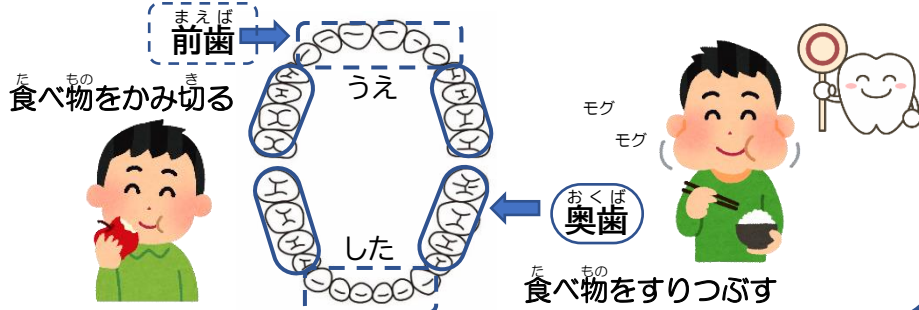 まえば
前歯
た もの き
食べ物をかみ切る
うえ
モグ
モグ
おくば
奥歯
した
た もの
食べ物をすりつぶす